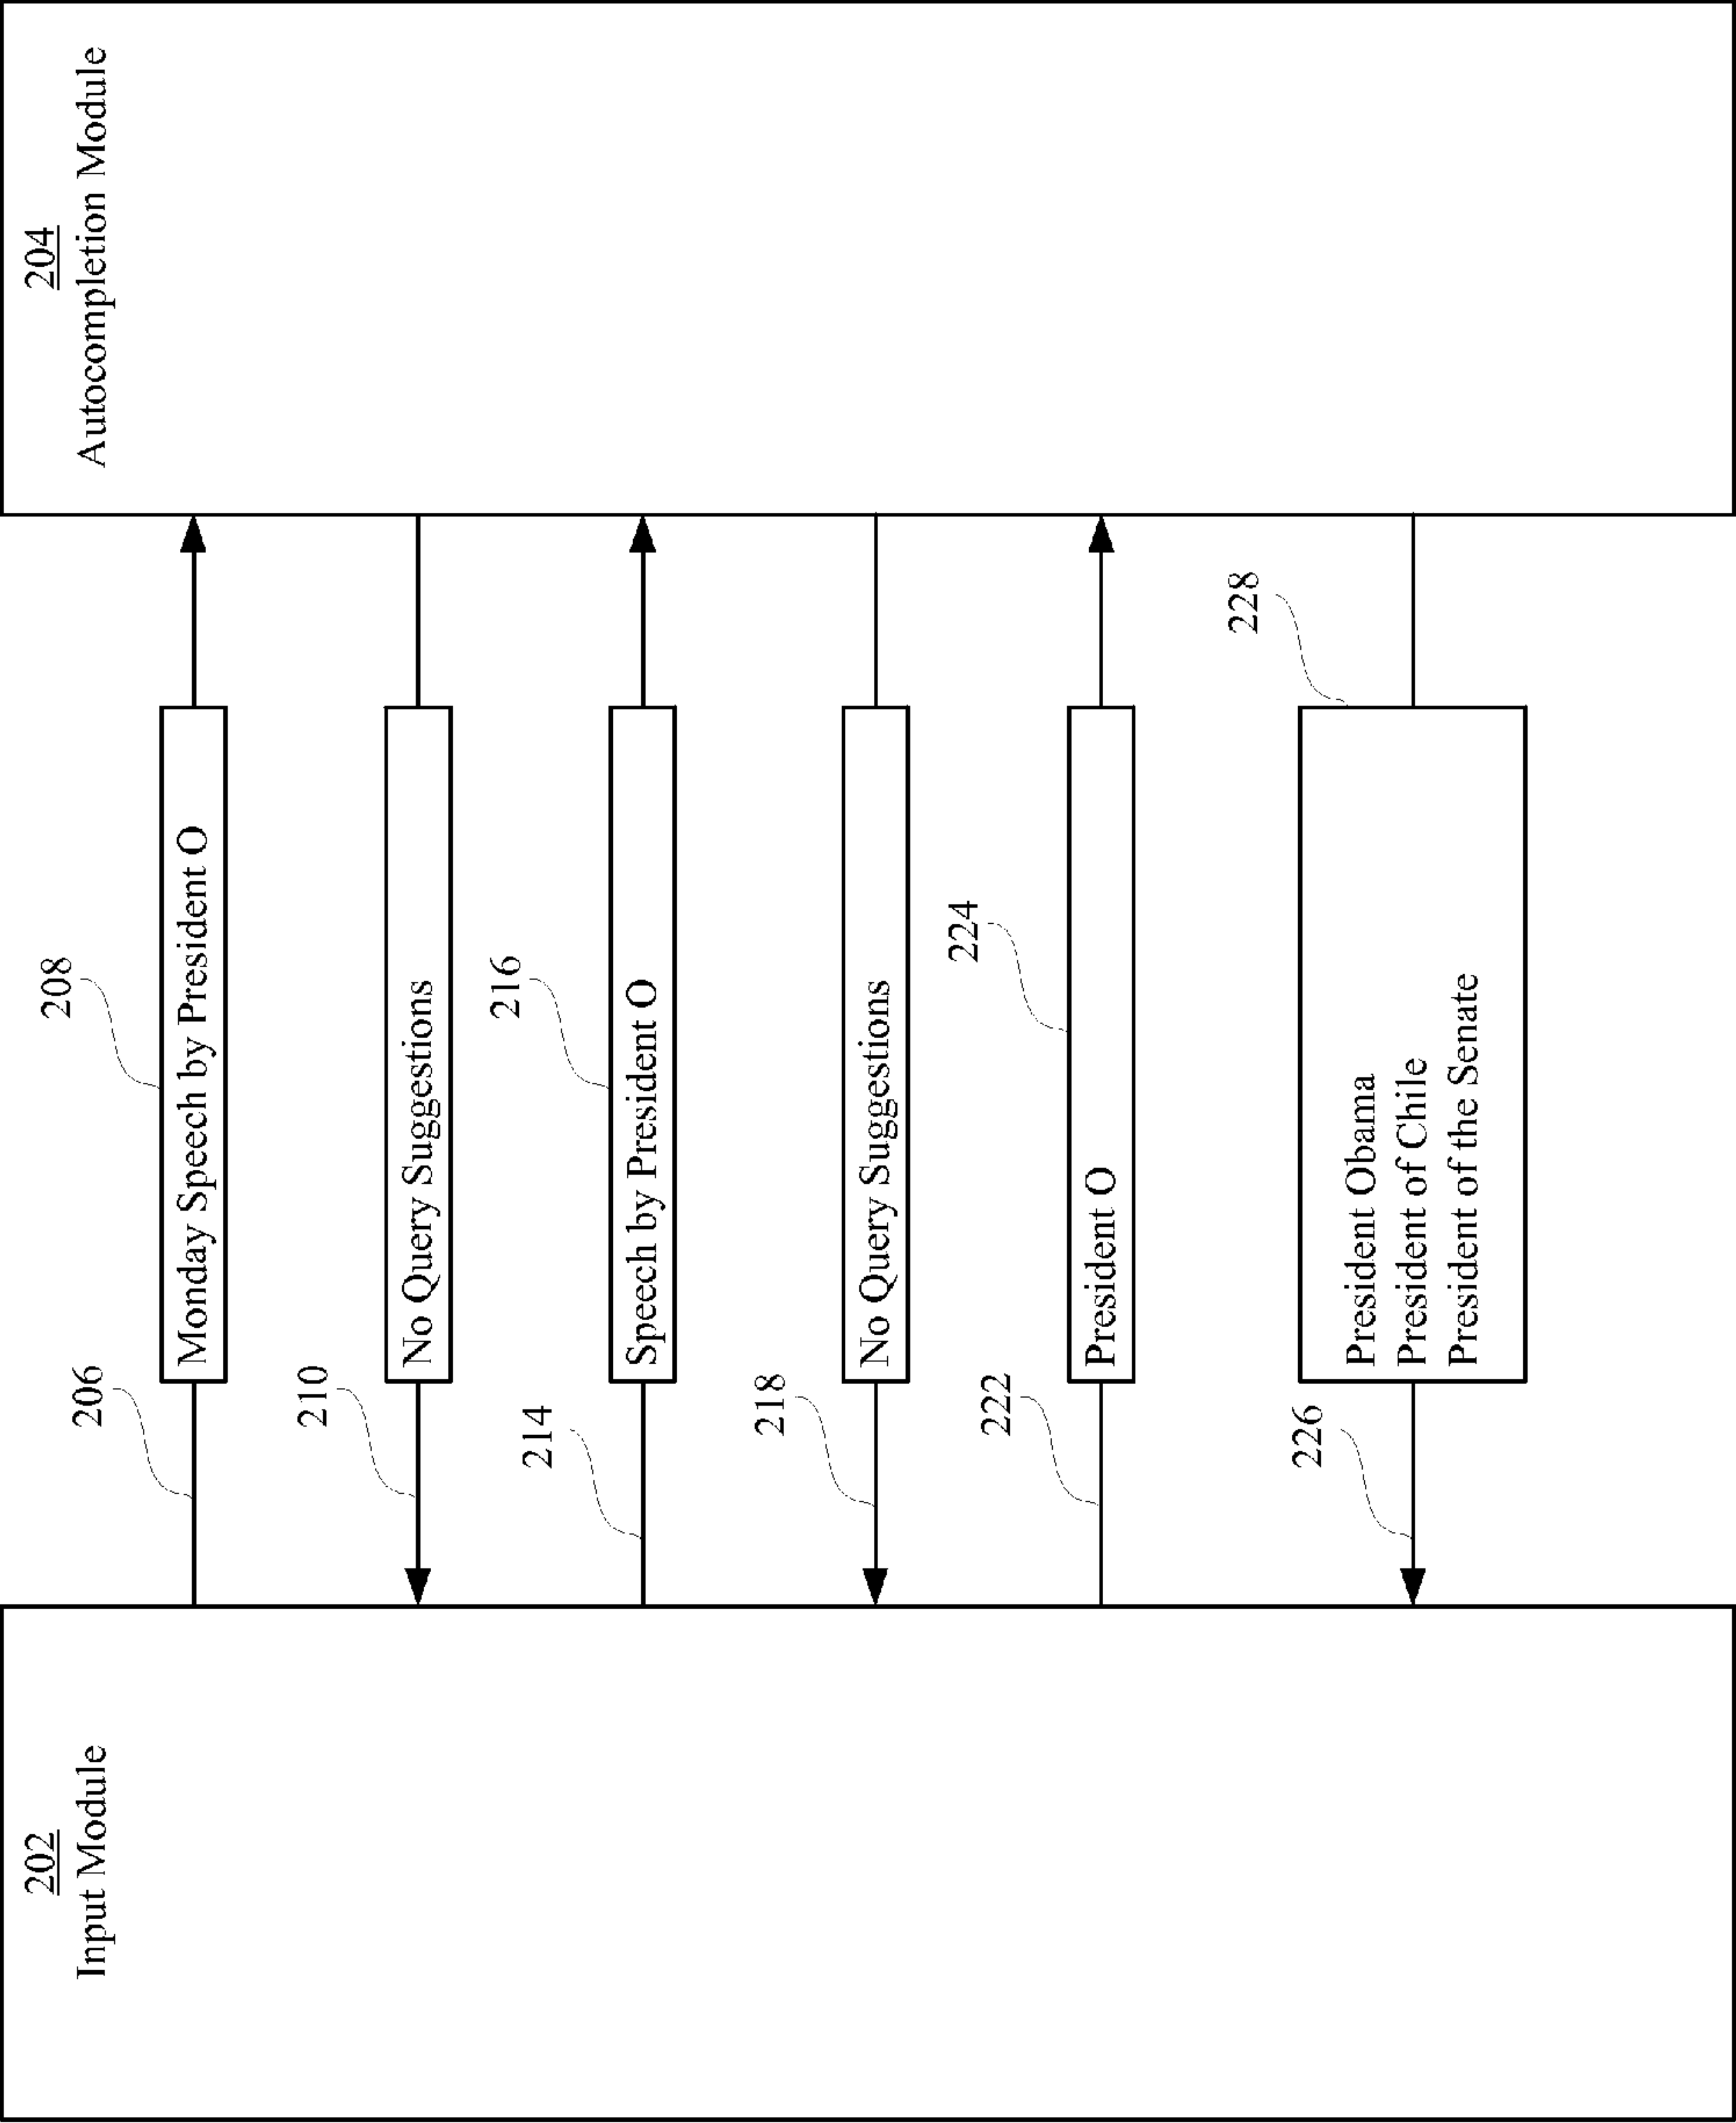 202
Input Module
204
Autocompletion Module
206
208
Monday Speech by President O
210
No Query Suggestions
214
216
Speech by President O
218
No Query Suggestions
222
224
President O
226
228
President Obama
President of Chile
President of the Senate